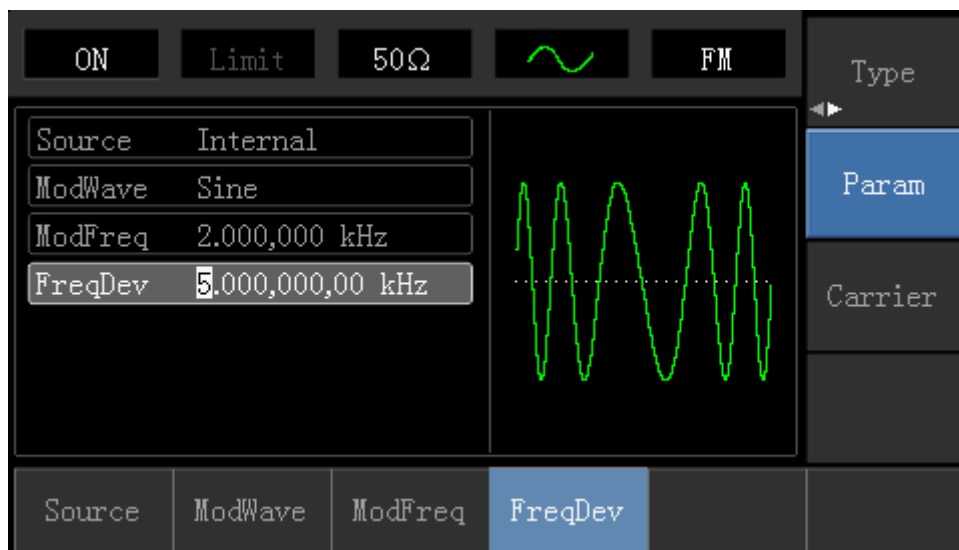 ON Limit 50Ω FM
Type
Source Internal
ModWave Sine
Param
ModFreq 2.000,000 kHz
FreqDev 5.000,000,00 kHz
Carrier
Source ModWave ModFreq FreqDev